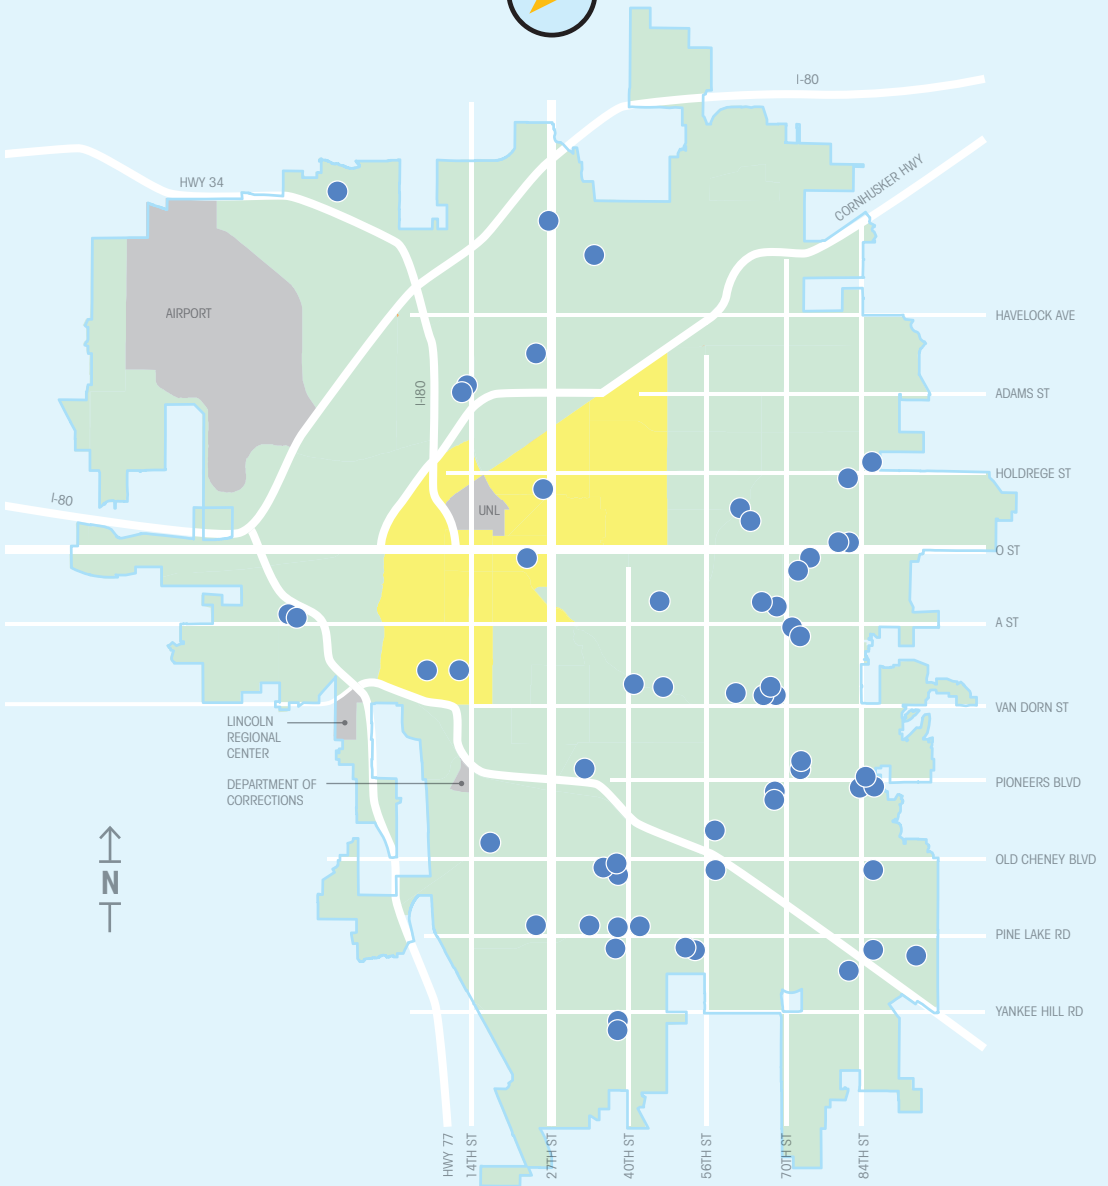 I-80
HWY 34
CORNHUSKER HWY
AIRPORT
HAVELOCK AVE
I-180
ADAMS ST
HOLDREGE ST
I-80
UNL
O ST
A ST
VAN DORN ST
LINCOLN
REGIONAL
CENTER
DEPARTMENT OF
CORRECTIONS
PIONEERS BLVD
OLD CHENEY BLVD
N
PINE LAKE RD
YANKEE HILL RD
HWY 77
14TH ST
27TH ST
40TH ST
56TH ST
70TH ST
84TH ST